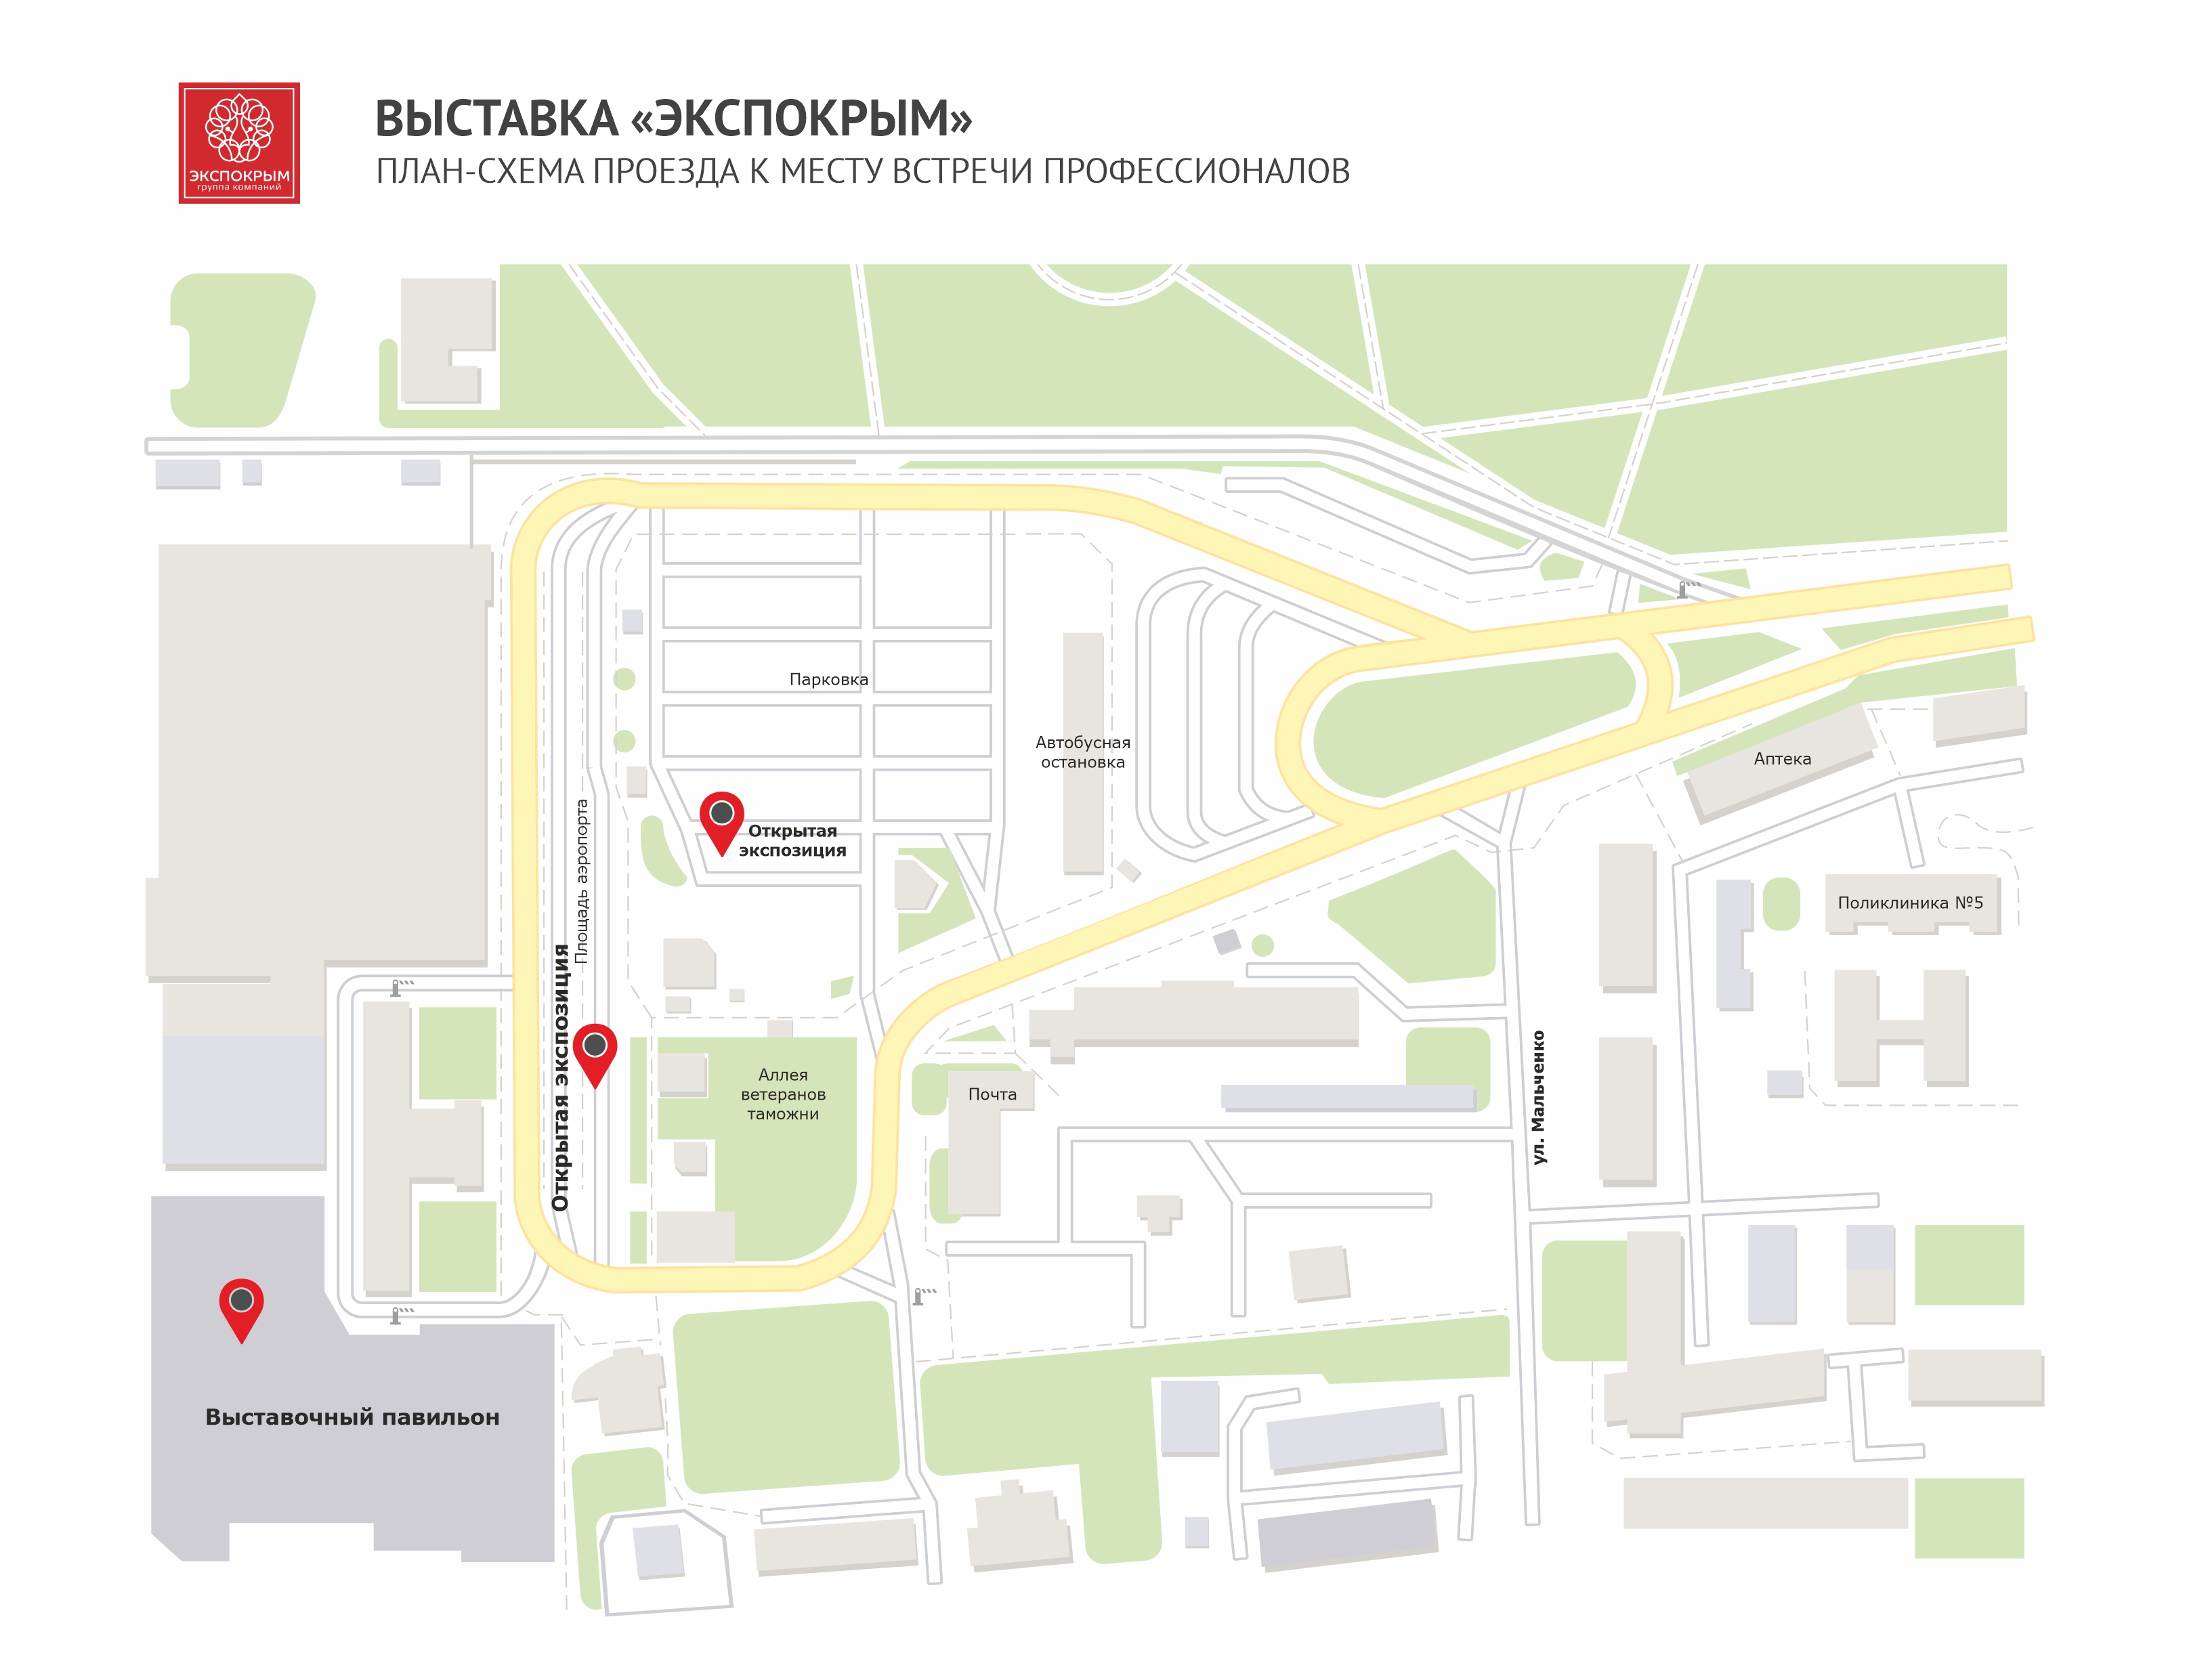 ЭКСПОКРЫМ
группа компаний
ВЫСТАВКА «ЭКСПОКРЫМ»
ПЛАН-СХЕМА ПРОЕЗДА К МЕСТУ ВСТРЕЧИ ПРОФЕССИОНАЛОВ
Парковка
Автобусная
остановка
Аптека
Открытая
экспозиция
Площадь аэропорта
Поликлиника №5
Открытая экспозиция
Аллея
ветеранов
таможни
Почта
ул. Мальченко
Выставочный павильон